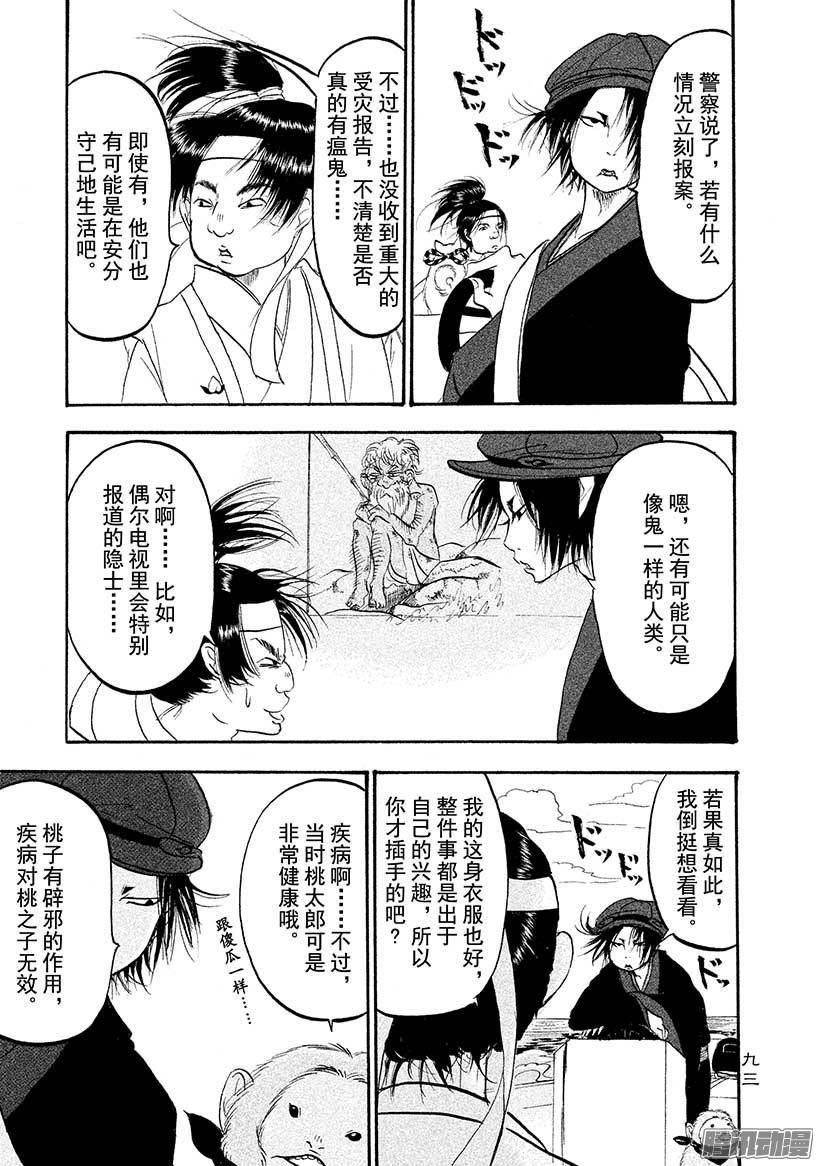 警察说了，若有什么
情况立刻报案。
ドドッ
ドドッ
不过……也没收到重大的
受灾报告，不清楚是否
真的有瘟鬼……
即使有，他们也
有可能是在安分
守己地生活吧。
嗯，还有可能只是
像鬼一样的人类。
对啊…… 比如，
偶尔电视里会特别
报道的隐士……
若果真如此，
我倒挺想看看。
ドドッ
ドッ
我的这身衣服也好，
整件事都是出于
自己的兴趣，所以
你才插手的吧？
疾病啊……不过，
当时桃太郎可是
非常健康哦。
跟傻瓜一样……
桃子有辟邪的作用，
疾病对桃之子无效。
九三
腾讯动漫